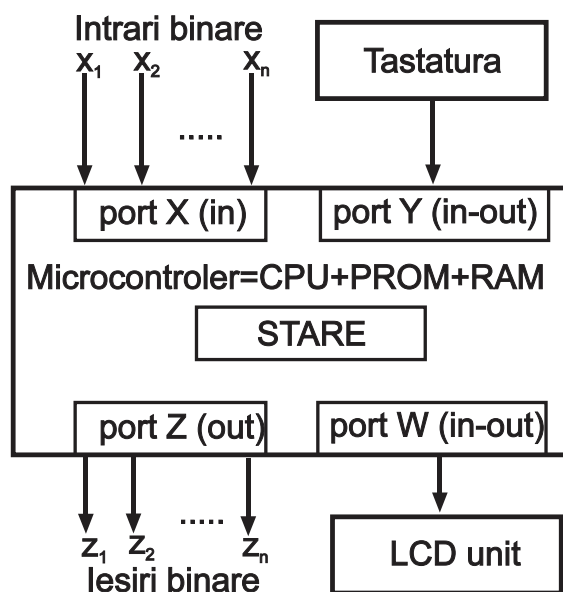 Intrari binare
x₁ x₂ xₙ
.....
Tastatura
port X (in)
port Y (in-out)
Microcontroler=CPU+PROM+RAM
STARE
port Z (out)
port W (in-out)
.....
z₁ z₂ zₙ
Iesiri binare
LCD unit